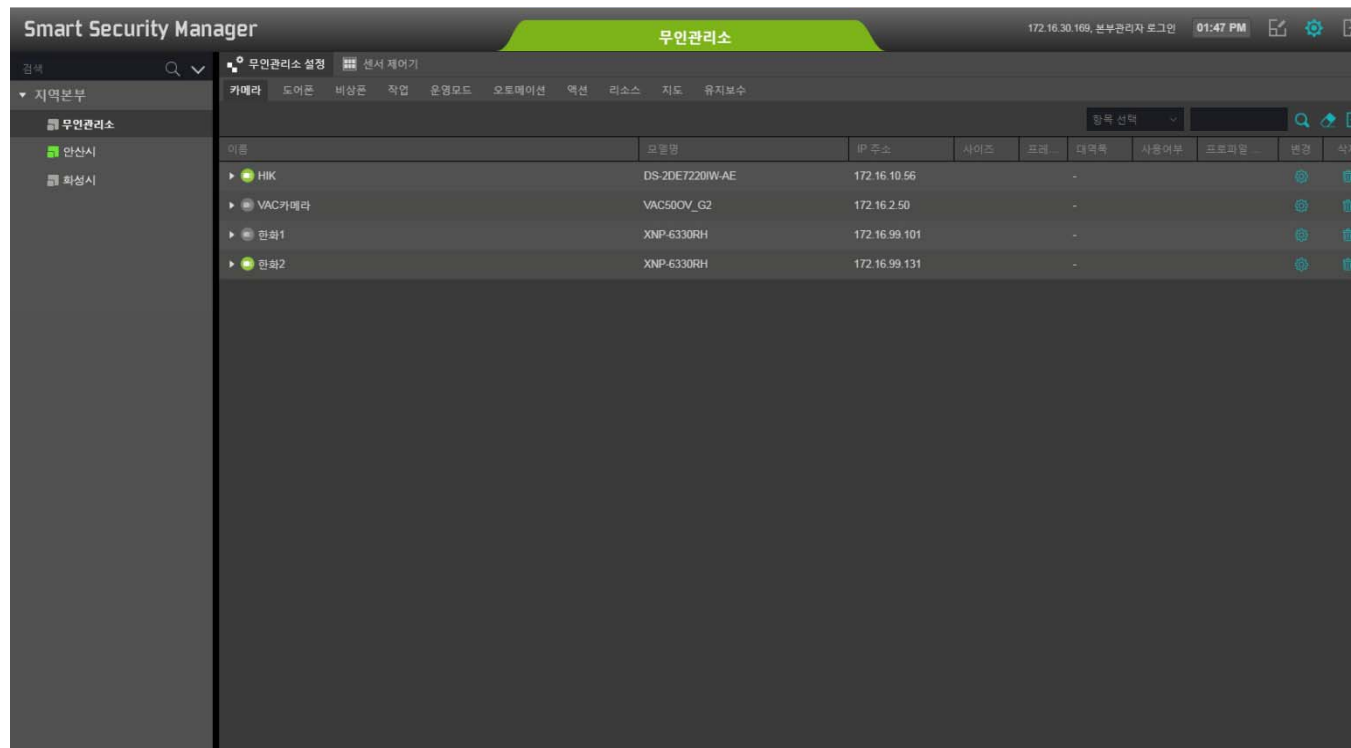 Smart Security Manager
무인관리소
172.16.30.169, 본부관리자 로그인 01:47 PM
검색
무인관리소 설정 센서 제어기
지역본부
카메라 도어폰 비상폰 작업 운영모드 오토메이션 액션 리소스 지도 유지보수
무인관리소
항목 선택
안산시
이름 모델명 IP 주소 사이즈 프레... 대역폭 사용여부 프로파일 ... 변경
화성시
HIK DS-2DE7220IW-AE 172.16.10.56 -
VAC카메라 VAC500V_G2 172.16.2.50 -
한화1 XNP-6330RH 172.16.99.101 -
한화2 XNP-6330RH 172.16.99.131 -